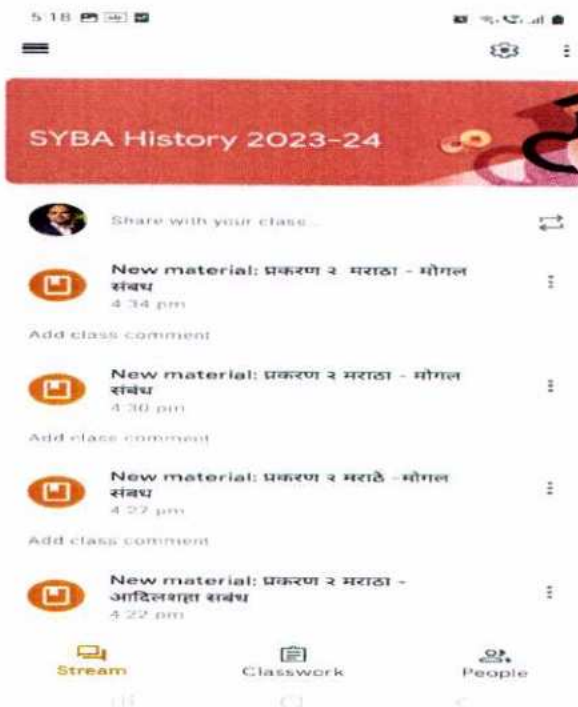 5:18
SYBA History 2023-24
Share with your class...
New material: प्रकरण २ मराठा - मोगल
संबध
4:34 pm
Add class comment
New material: प्रकरण २ मराठा - मोगल
संबंध
4:30 pm
Add class comment
New material: प्रकरण २ मराठे -मोगल
संबध
4:27 pm
Add class comment
New material: प्रकरण २ मराठा -
आदिलशहा सबंध
4:22 pm
Stream
Classwork
People